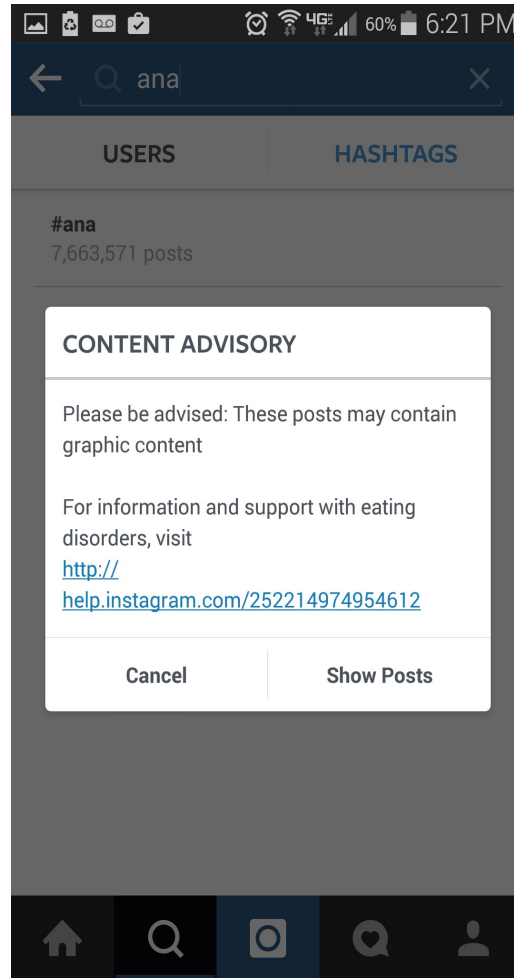 4G 60% 6:21 PM
ana
USERS HASHTAGS
#ana
7,663,571 posts
CONTENT ADVISORY
Please be advised: These posts may contain
graphic content
For information and support with eating
disorders, visit
http://
help.instagram.com/252214974954612
Cancel Show Posts